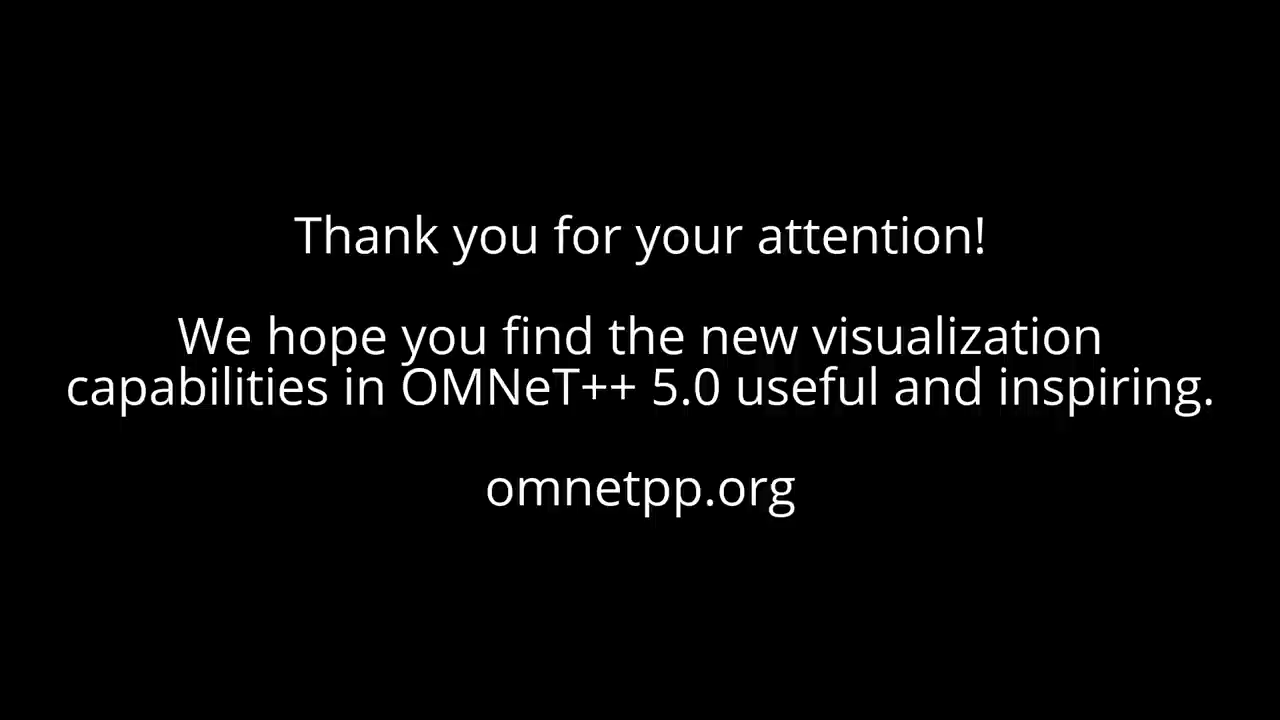 Thank you for your attention!
We hope you find the new visualization
capabilities in OMNeT++ 5.0 useful and inspiring.
omnetpp.org